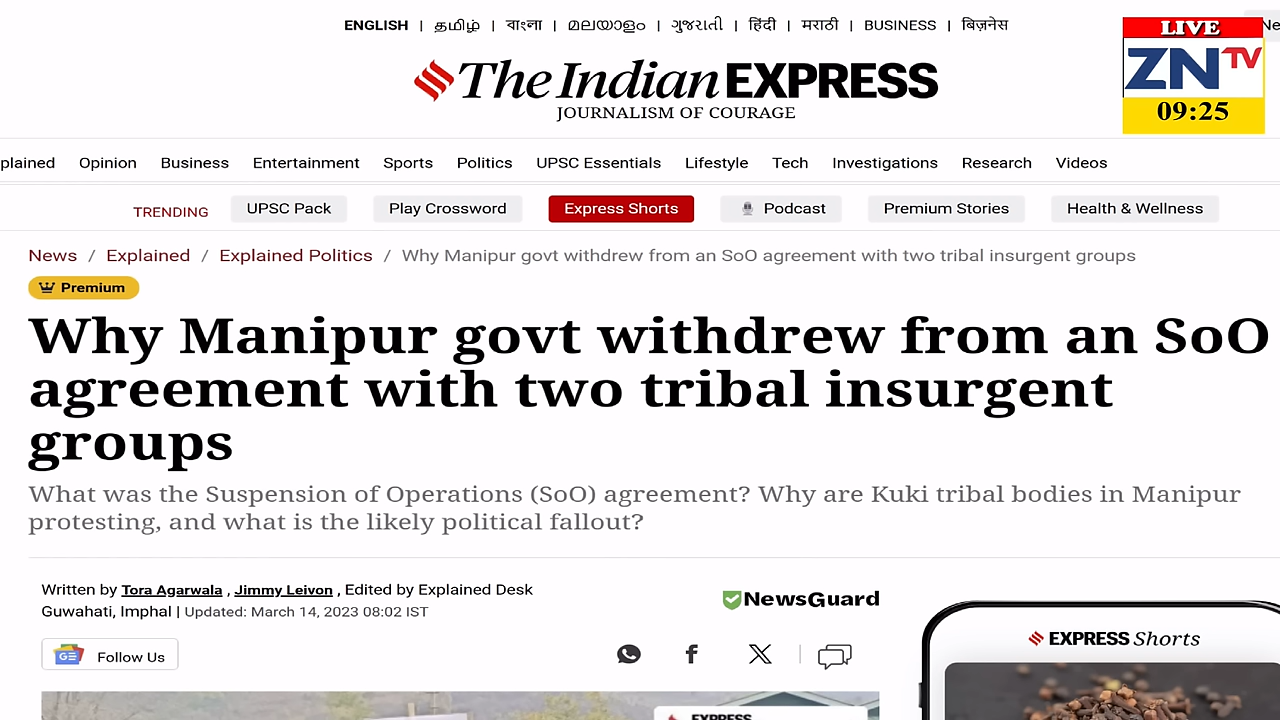 ENGLISH | தமிழ் | বাংলা | മലയാളം | ગુજરાતી | हिंदी | मराठी | BUSINESS | बिज़नेस
Ne
LIVE
ZN TV
09:25
The Indian EXPRESS
JOURNALISM OF COURAGE
plained Opinion Business Entertainment Sports Politics UPSC Essentials Lifestyle Tech Investigations Research Videos
TRENDING UPSC Pack Play Crossword Express Shorts Podcast Premium Stories Health & Wellness
News / Explained / Explained Politics / Why Manipur govt withdrew from an SoO agreement with two tribal insurgent groups
Premium
Why Manipur govt withdrew from an SoO
agreement with two tribal insurgent
groups
What was the Suspension of Operations (SoO) agreement? Why are Kuki tribal bodies in Manipur
protesting, and what is the likely political fallout?
Written by Tora Agarwala , Jimmy Leivon , Edited by Explained Desk
Guwahati, Imphal | Updated: March 14, 2023 08:02 IST
NewsGuard
GE Follow Us
EXPRESS Shorts
EXPRESS